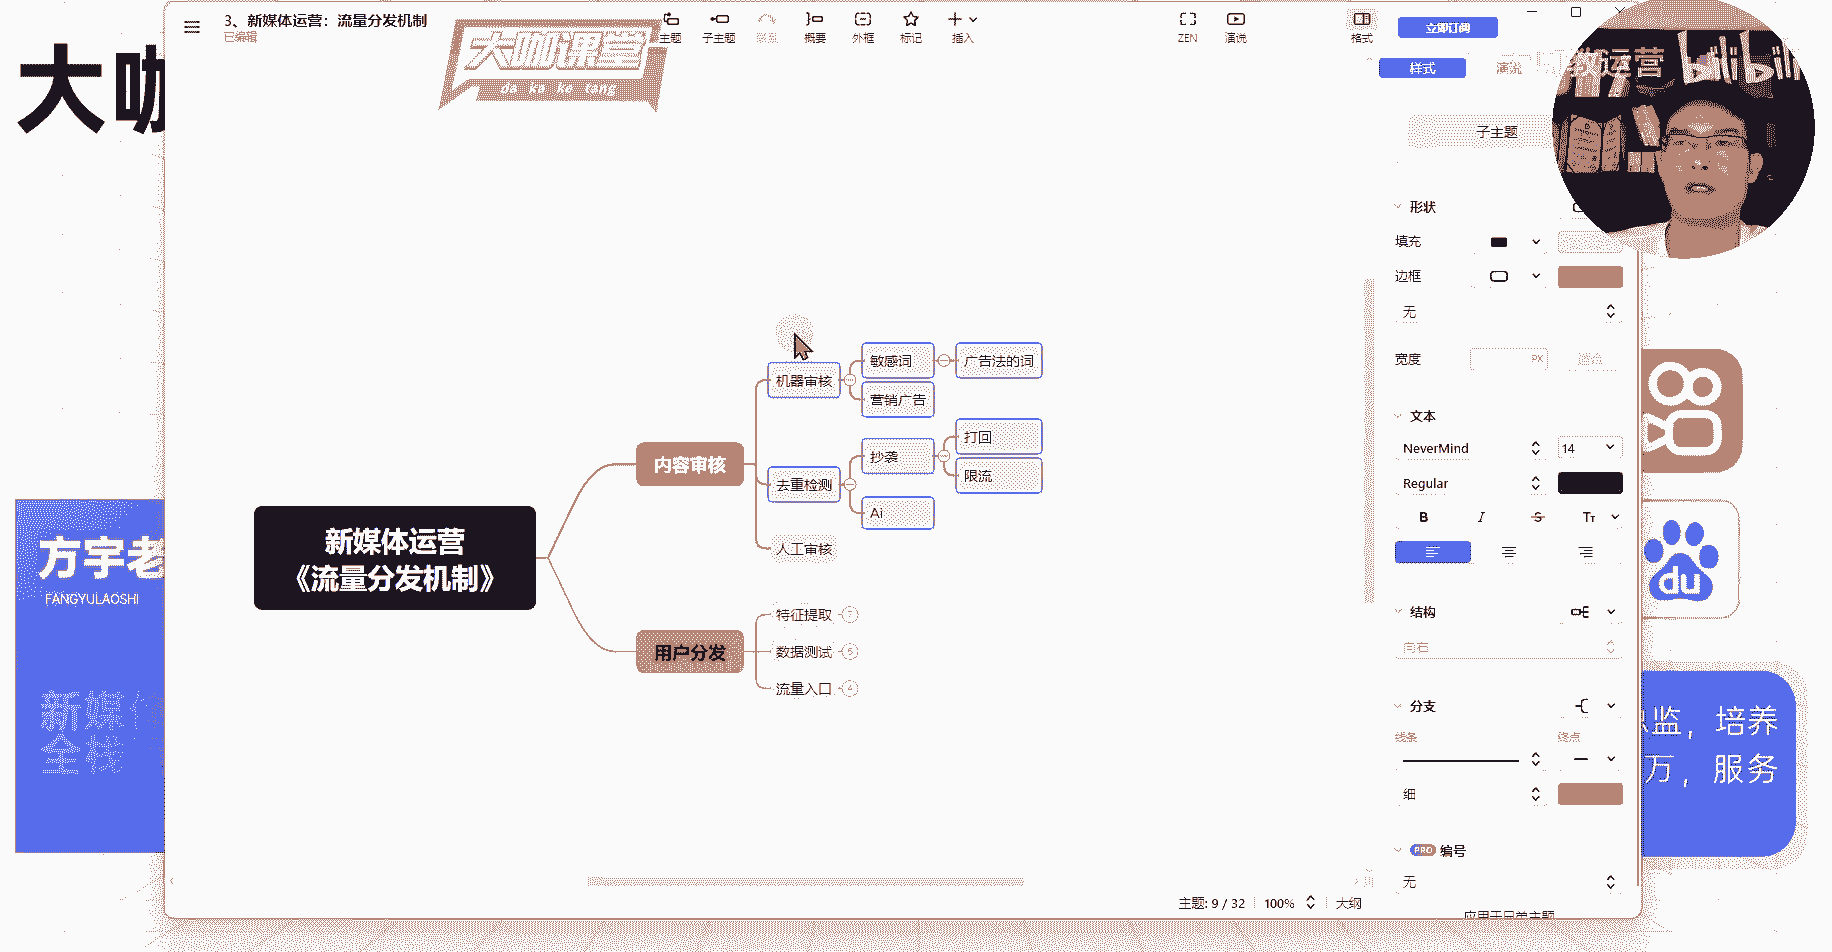 大咖
3、新媒体运营：流量分发机制
已编辑
主题
子主题
概要
外框
标记
插入
ZEN
演说
格式
立即订阅
大咖课堂
da ka ke tang
样式
演说
教运营
bilibili
子主题
形状
填充
边框
无
宽度
PX
文本
NeverMind
14
Regular
B
I
S
Tт
结构
向右
分支
线条
终点
细
PRO
编号
无
应用于同类主题
新媒体运营
《流量分发机制》
内容审核
机器审核
敏感词
广告法的词
营销广告
去重检测
抄袭
打回
限流
Ai
人工审核
用户分发
特征提取
7
数据测试
6
流量入口
4
主题: 9 / 32
100%
大纲
方宇老
FANGYULAOSHI
新媒体
全栈
du
监，培养
万，服务